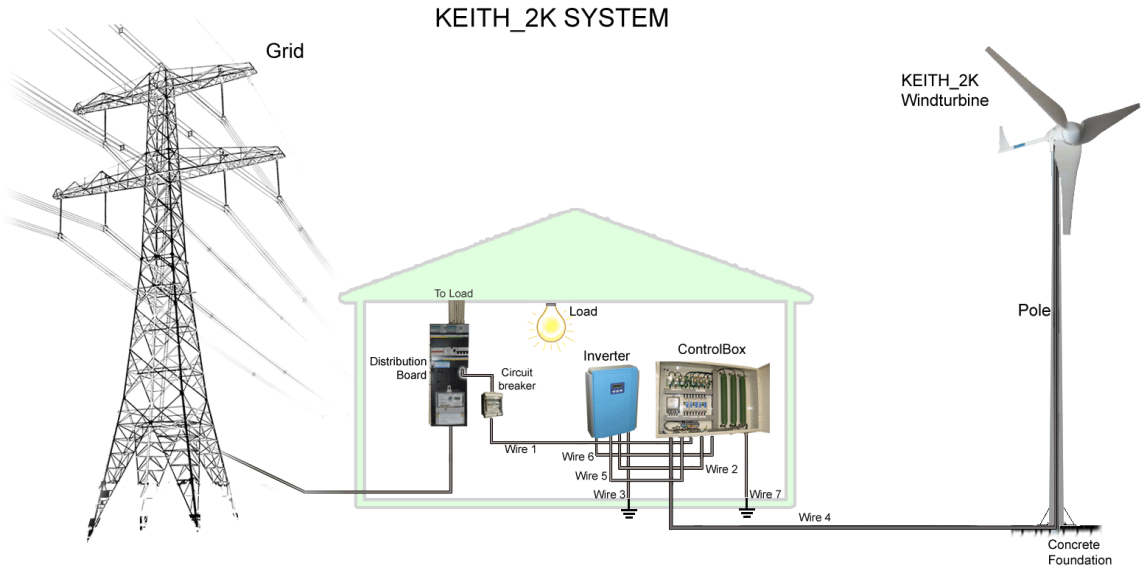 KEITH_2K SYSTEM
Grid
KEITH_2K
Windturbine
To Load
Load
Pole
Distribution
Board
Circuit
breaker
Inverter
ControlBox
Wire 1
Wire 6
Wire 2
Wire 5
Wire 3
Wire 7
Wire 4
Concrete
Foundation